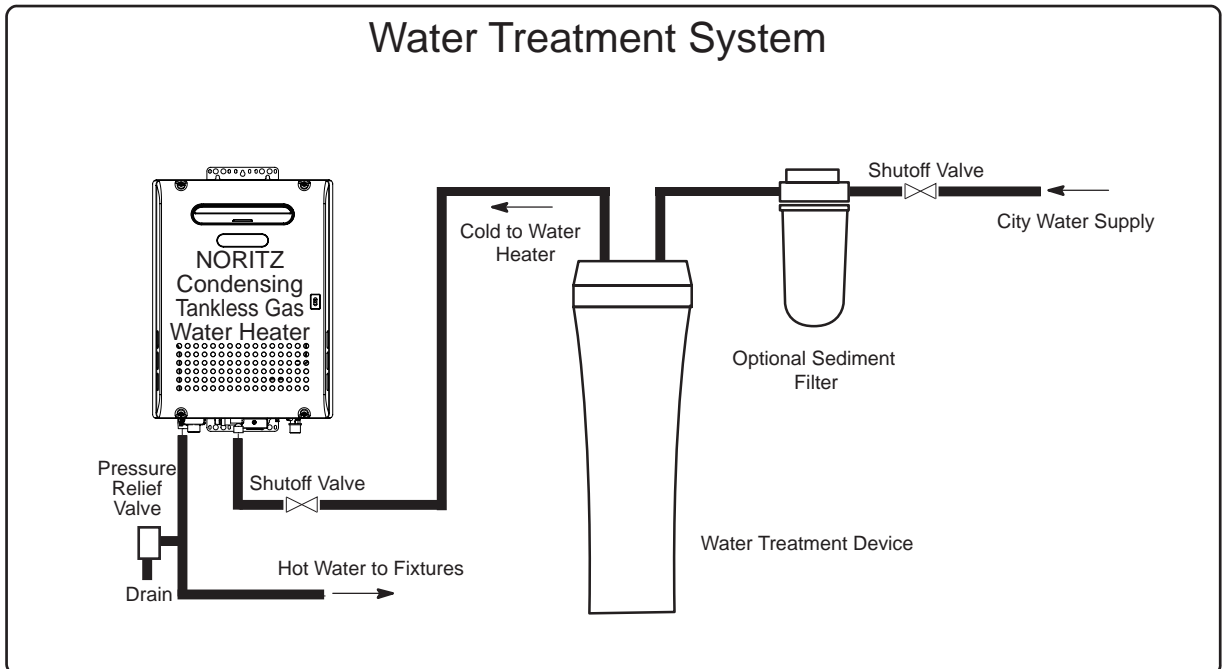 Water Treatment System
Shutoff Valve
City Water Supply
Cold to Water
Heater
NORITZ
Condensing
Tankless Gas
Water Heater
Optional Sediment
Filter
Pressure
Relief
Valve
Shutoff Valve
Water Treatment Device
Hot Water to Fixtures
Drain